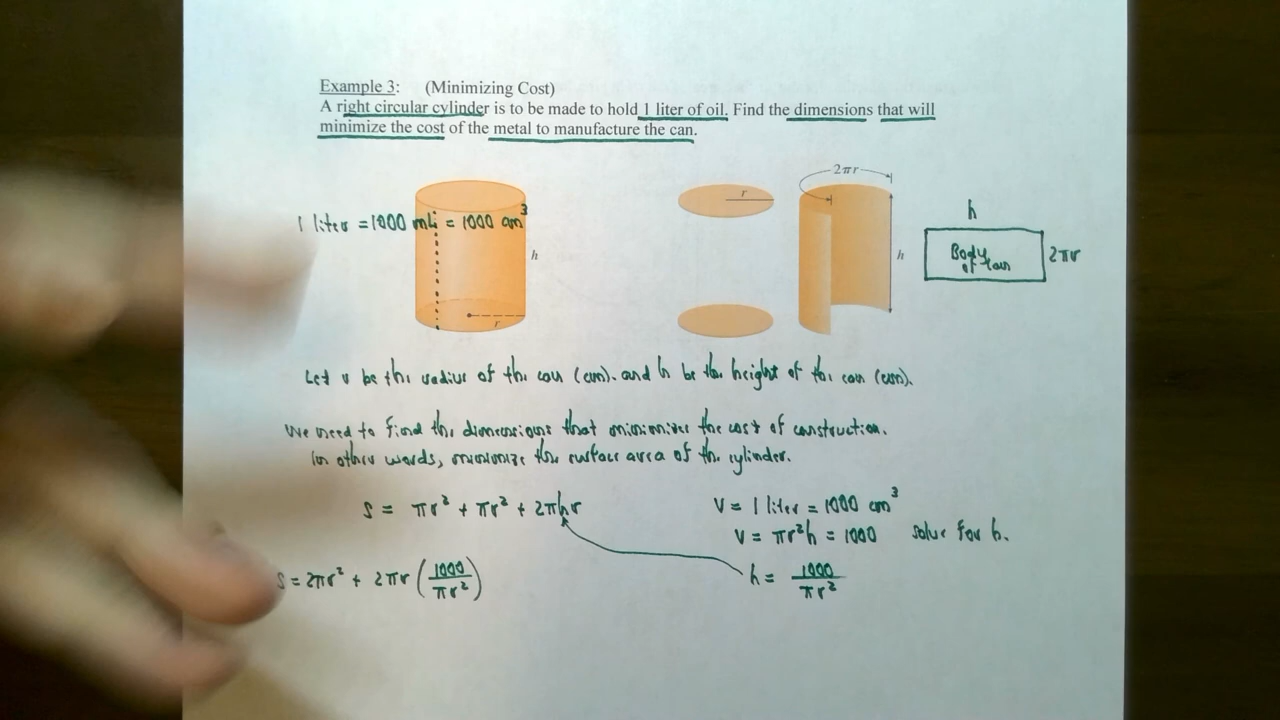 Example 3: (Minimizing Cost)
A right circular cylinder is to be made to hold 1 liter of oil. Find the dimensions that will
minimize the cost of the metal to manufacture the can.
2πr
r
h
1 liter = 1000 mL = 1000 cm³
h
h
Body of can
2πr
r
Let r be the radius of the can (cm). and h be the height of the can (cm).
We need to find the dimensions that minimizes the cost of construction.
In other words, minimize the surface area of the cylinder.
S = πr² + πr² + 2πhr
V = 1 liter = 1000 cm³
V = πr²h = 1000 solve for h.
S = 2πr² + 2πr (1000/πr²)
h = 1000/πr²